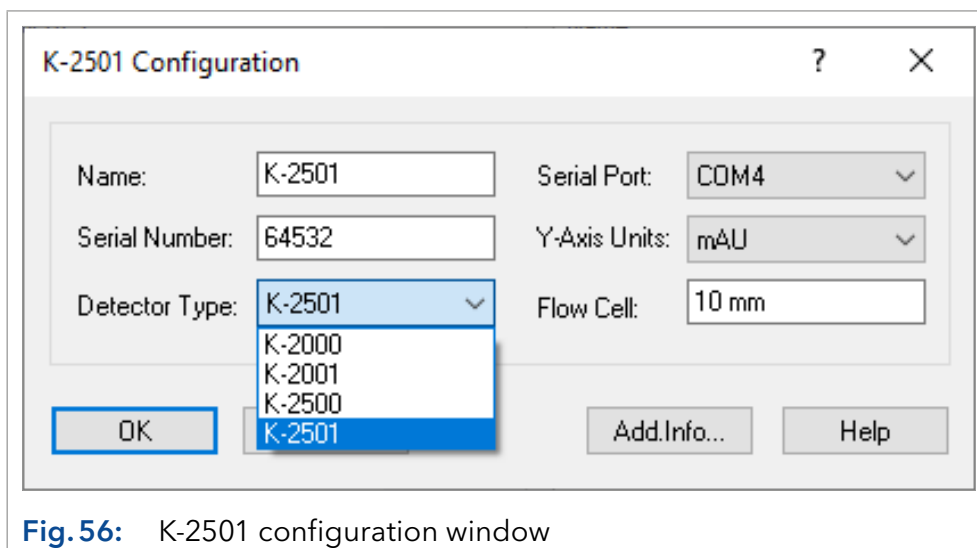 K-2501 Configuration ? ×
Name: K-2501 Serial Port: COM4
Serial Number: 64532 Y-Axis Units: mAU
Detector Type: K-2501 Flow Cell: 10 mm
K-2000
K-2001
K-2500
K-2501
OK Add.Info... Help
Fig. 56: K-2501 configuration window